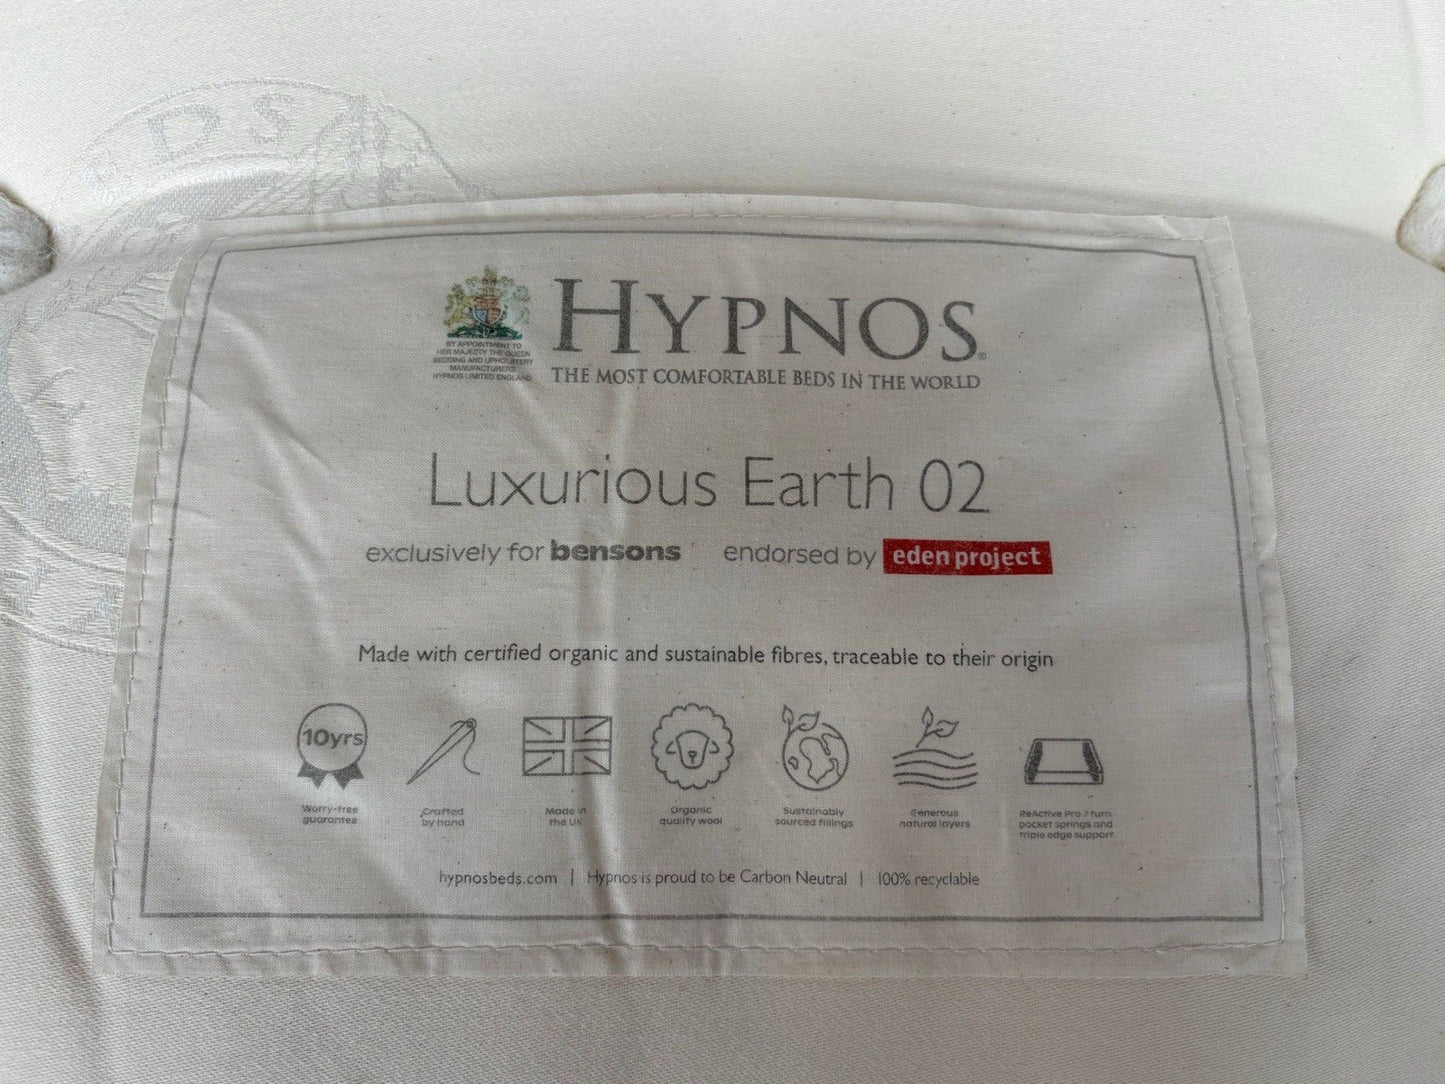 EDS
BY APPOINTMENT TO
HER MAJESTY THE QUEEN
BEDDING AND UPHOLSTERY
MANUFACTURERS
HYPNOS LIMITED ENGLAND
HYPNOS®
THE MOST COMFORTABLE BEDS IN THE WORLD
Luxurious Earth 02
exclusively for bensons endorsed by eden project
Made with certified organic and sustainable fibres, traceable to their origin
10yrs
Worry-free
guarantee
Crafted
by hand
Made in
the UK
Organic
quality wool
Sustainably
sourced fillings
Generous
natural layers
ReActive Pro 7 turn
pocket springs and
triple edge support
hypnosbeds.com | Hypnos is proud to be Carbon Neutral | 100% recyclable